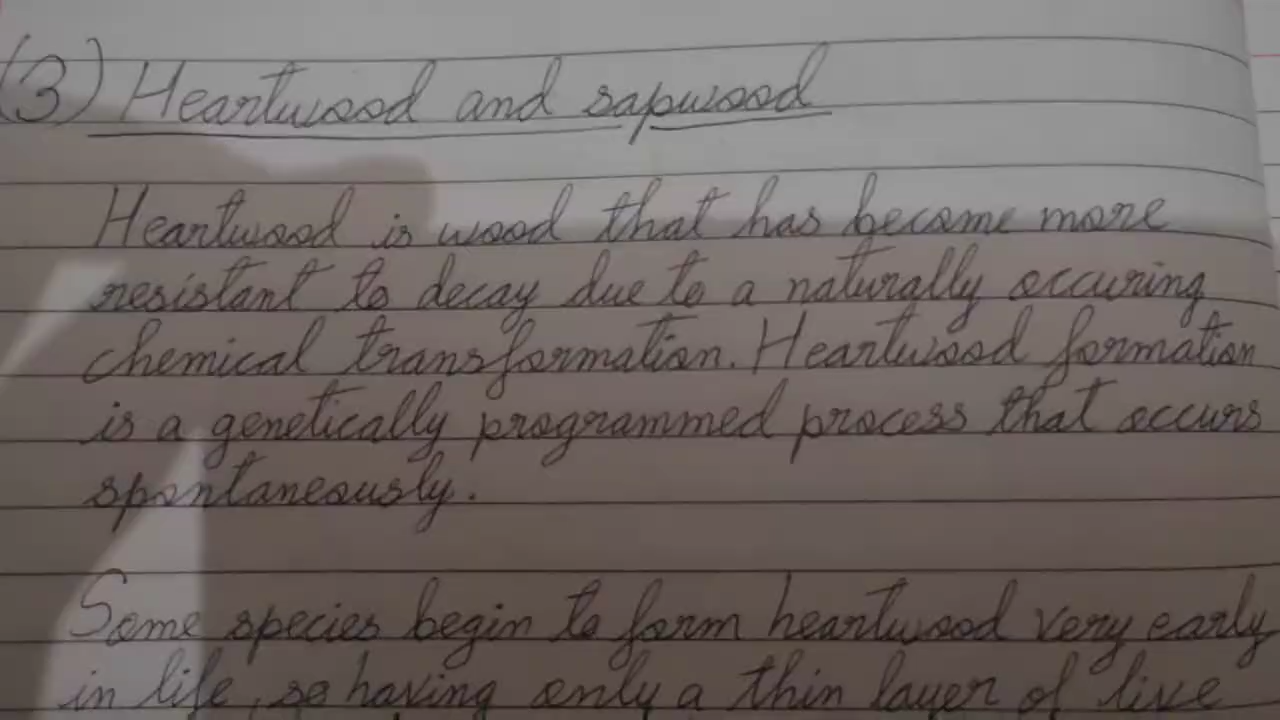 (3) Heartwood and sapwood
Heartwood is wood that has become more
resistant to decay due to a naturally occuring
chemical transformation. Heartwood formation
is a genetically programmed process that occurs
spontaneously.
Some species begin to form heartwood very early
in life, so having only a thin layer of live